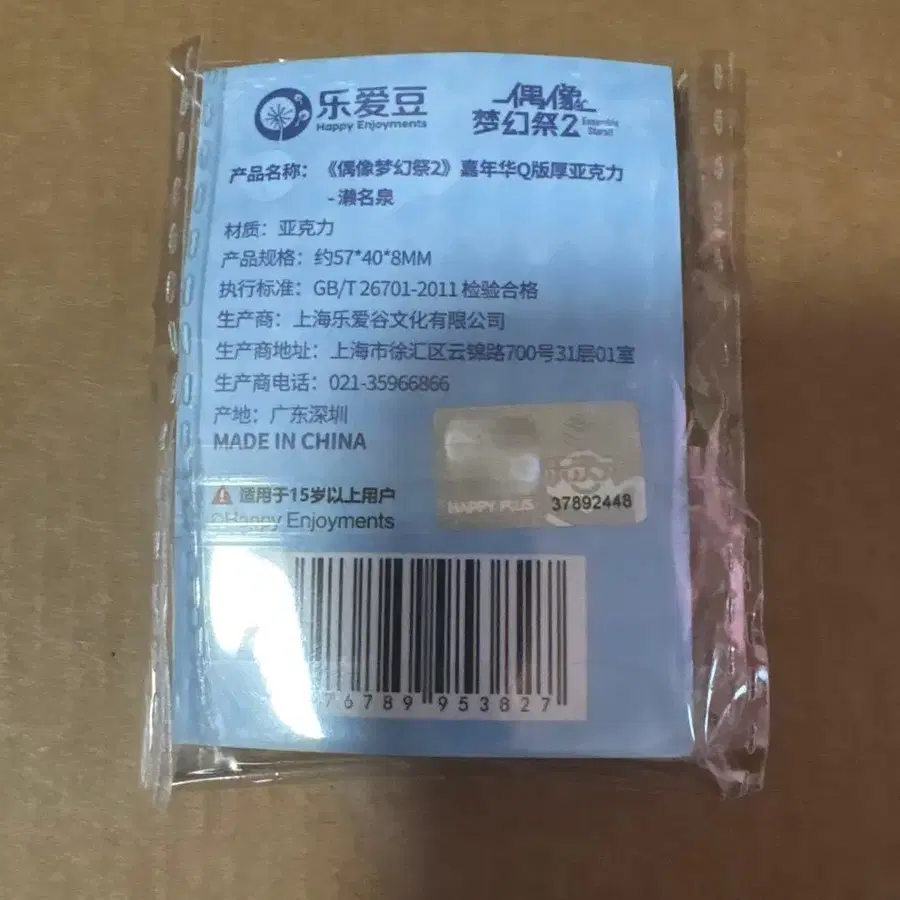 乐爱豆
Happy Enjoyments
偶像
梦幻祭2
Ensemble
Stars!!
产品名称：《偶像梦幻祭2》嘉年华Q版厚亚克力
-濑名泉
材质：亚克力
产品规格：约57*40*8MM
执行标准：GB/T 26701-2011 检验合格
生产商：上海乐爱谷文化有限公司
生产商地址：上海市徐汇区云锦路700号31层01室
生产商电话：021-35966866
产地：广东深圳
MADE IN CHINA
适用于15岁以上用户
©Happy Enjoyments
HAPPY PLUS
37892448
76789 953827